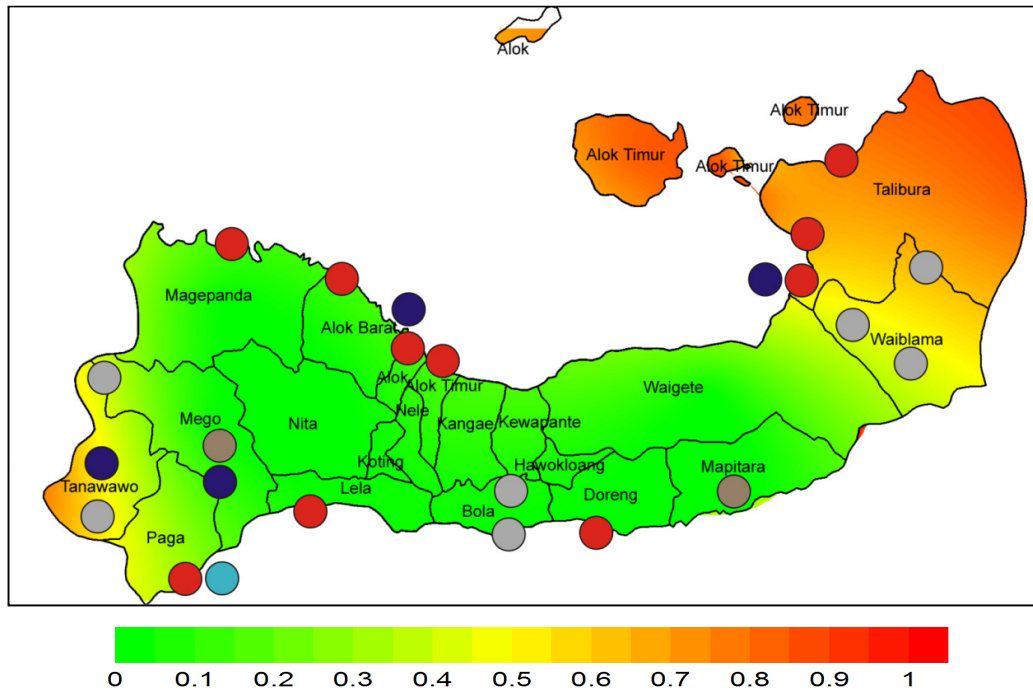 Alok
Alok Timur
Alok Timur
Alok Timur
Talibura
Magepanda
Alok Barat
Waiblama
Alok
Alok Timur
Waigete
Nele
Mego
Nita
Kangae
Kewapante
Koting
Hawokloang
Mapitara
Tanawawo
Lela
Doreng
Bola
Paga
0 0.1 0.2 0.3 0.4 0.5 0.6 0.7 0.8 0.9 1